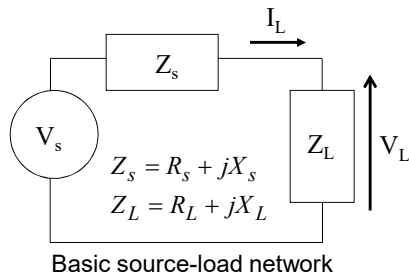 I_L
Z_s
V_s
Z_L
V_L
Z_s = R_s + jX_s
Z_L = R_L + jX_L
Basic source-load network